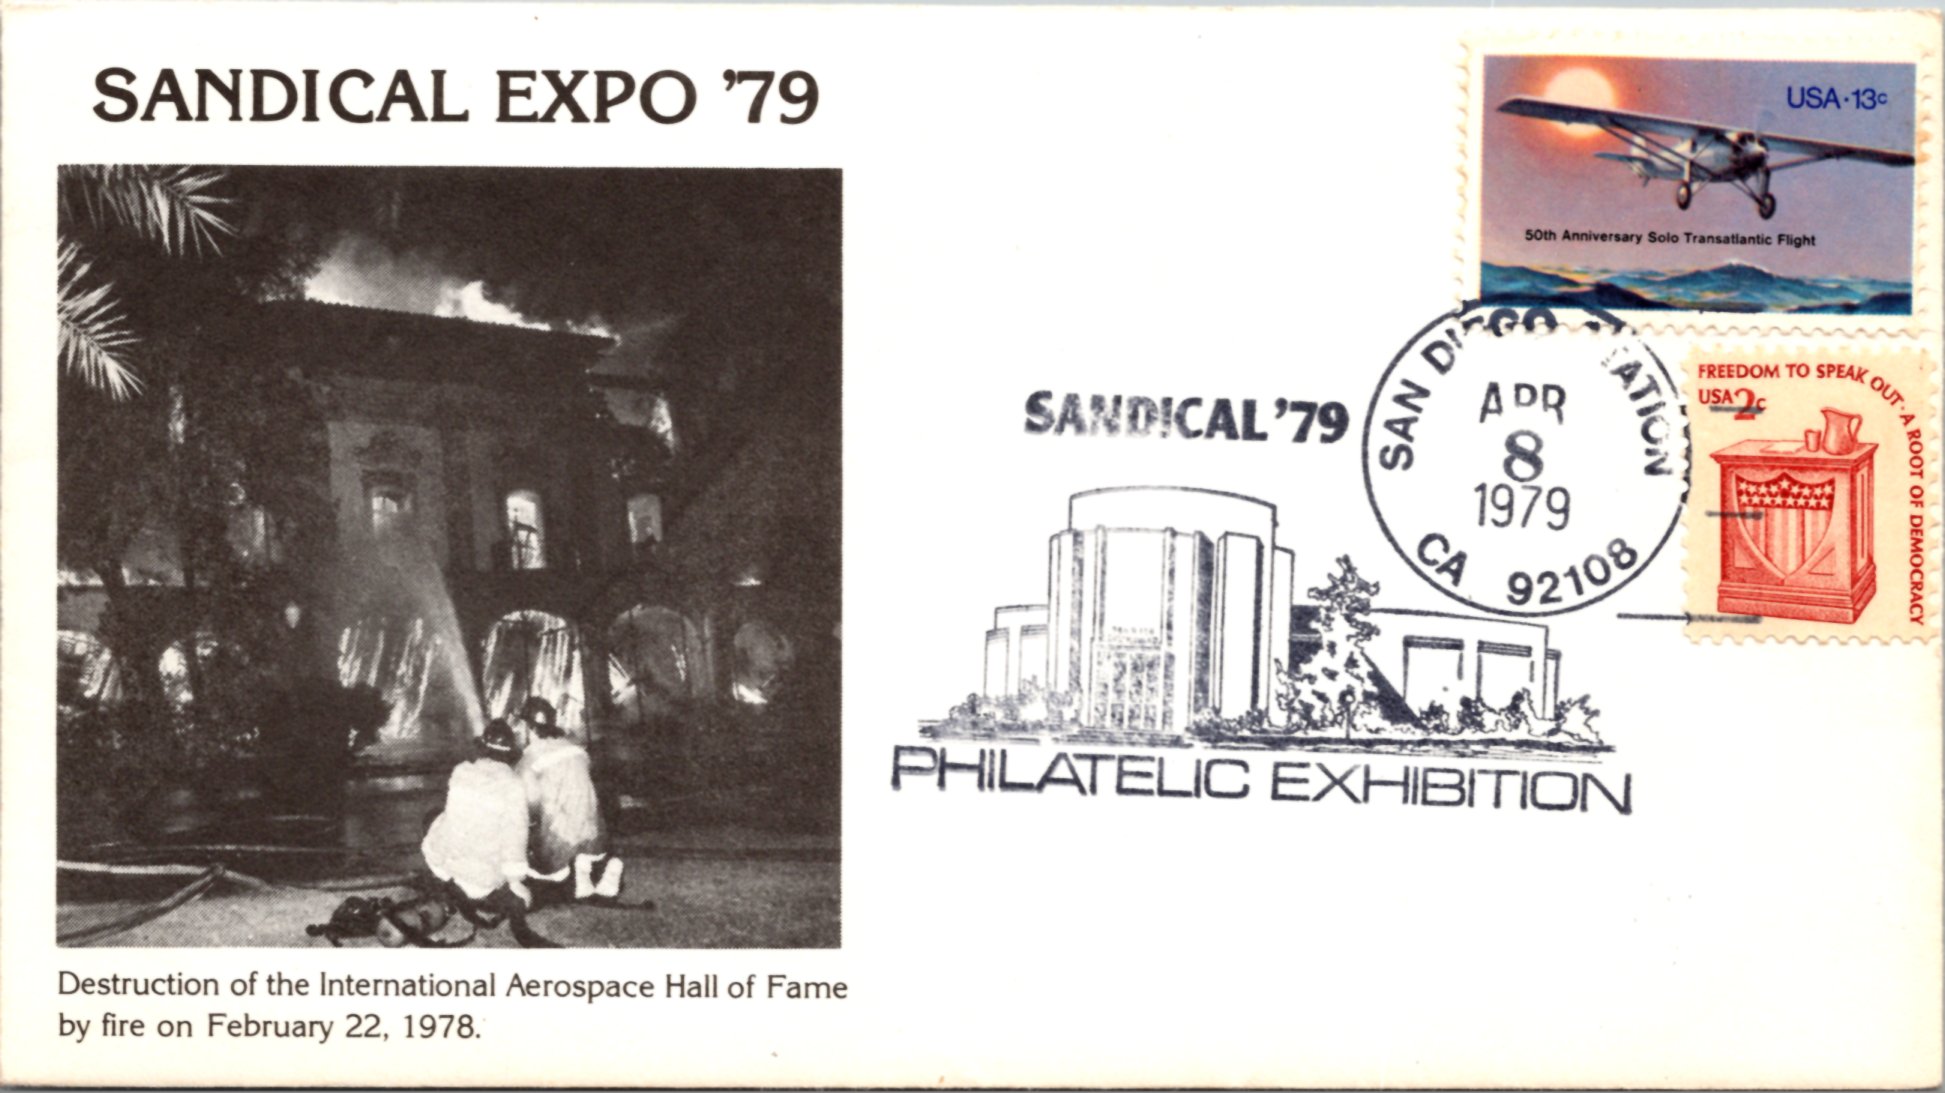 SANDICAL EXPO '79
Destruction of the International Aerospace Hall of Fame
by fire on February 22, 1978.
USA·13c
50th Anniversary Solo Transatlantic Flight
FREEDOM TO SPEAK OUT·A ROOT OF DEMOCRACY
USA 2c
SAN DIEGO STATION
APR
8
1979
CA 92108
SANDICAL '79
PHILATELIC EXHIBITION